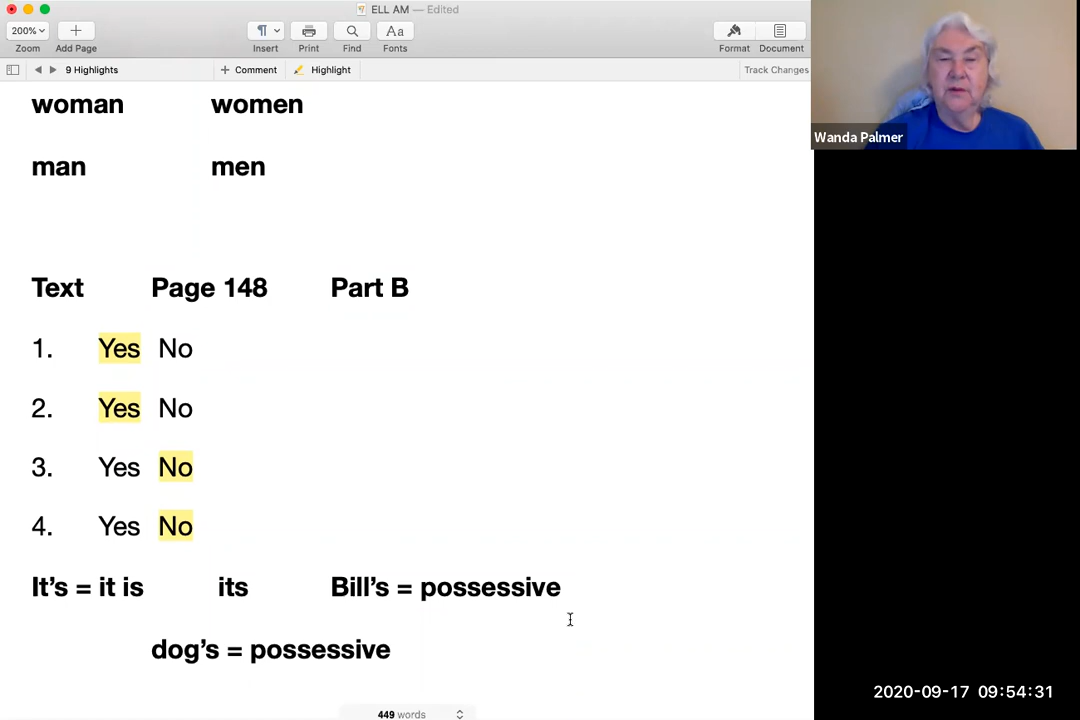 ELL AM — Edited
200%
Zoom
Add Page
Insert
Print
Find
Aa
Fonts
Format
Document
9 Highlights
+ Comment
Highlight
Track Changes
woman women
man men
Text Page 148 Part B
1. Yes No
2. Yes No
3. Yes No
4. Yes No
It's = it is its Bill's = possessive
dog's = possessive
449 words
Wanda Palmer
2020-09-17 09:54:31